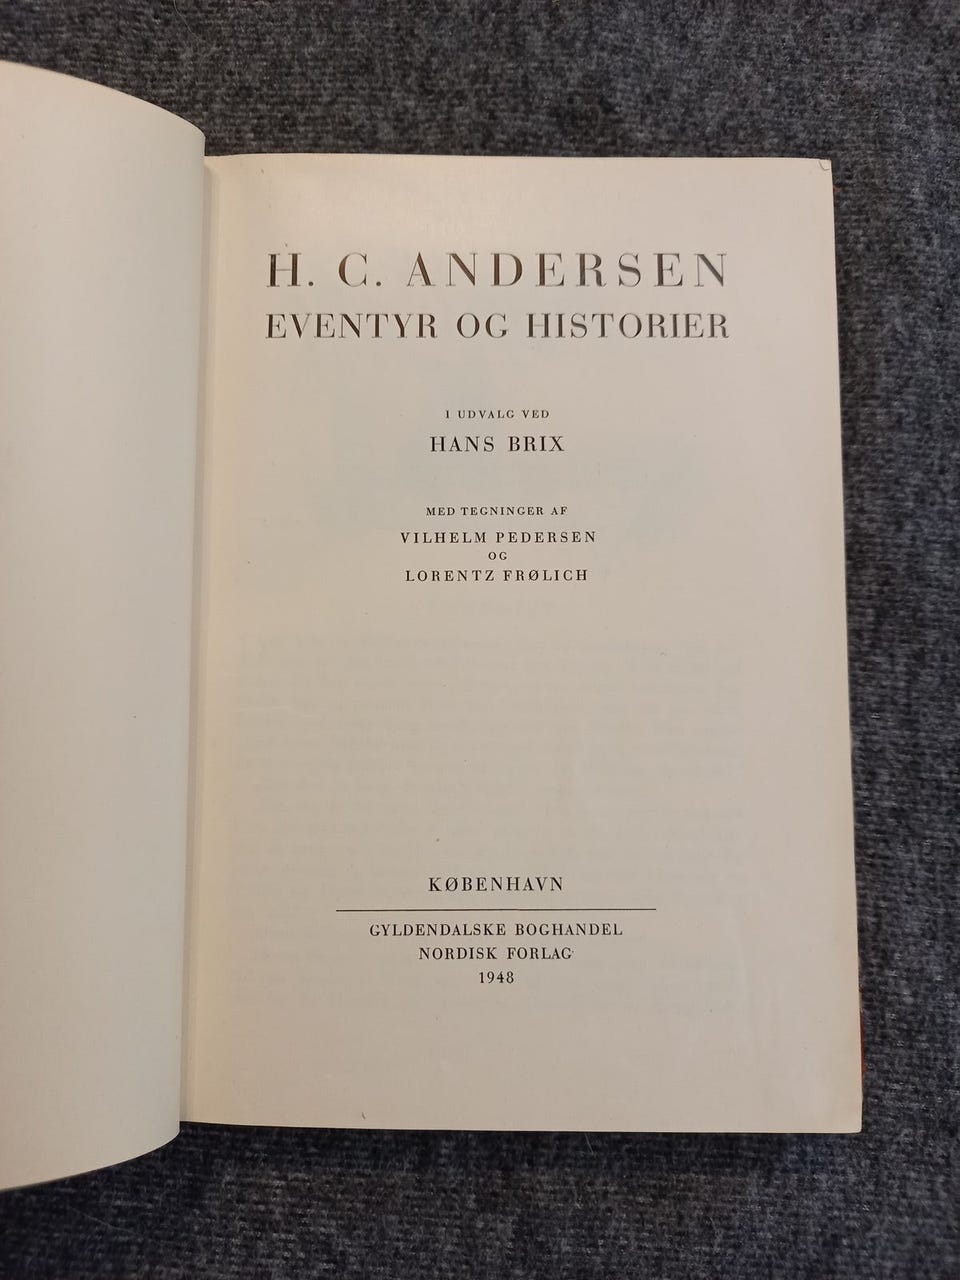 H. C. ANDERSEN
EVENTYR OG HISTORIER
I UDVALG VED
HANS BRIX
MED TEGNINGER AF
VILHELM PEDERSEN
OG
LORENTZ FRØLICH
KØBENHAVN
GYLDENDALSKE BOGHANDEL
NORDISK FORLAG
1948